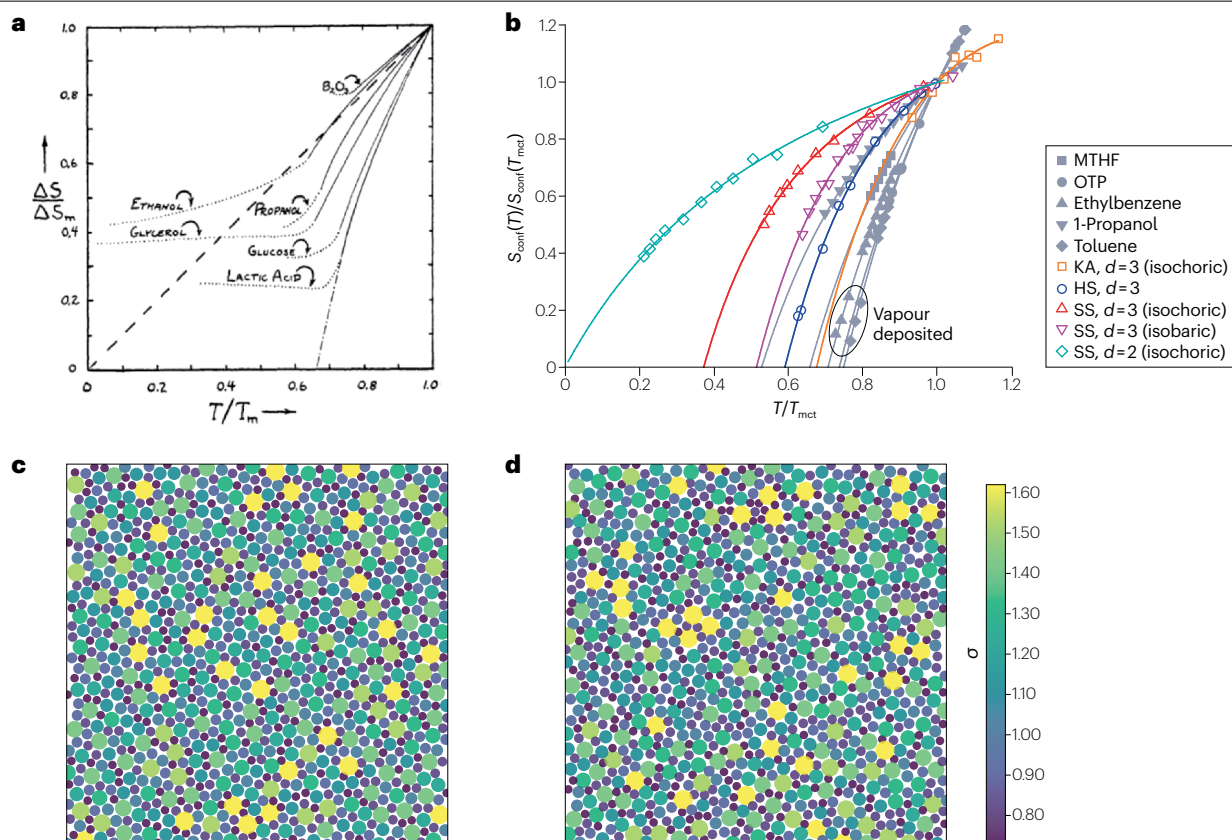 a
1.0
0.8
0.6
0.4
0.2
0
ΔS
ΔSm
B2O3
ETHANOL
PROPANOL
GLYCEROL
GLUCOSE
LACTIC ACID
0 0.2 0.4 0.6 0.8 1.0
T/Tm
b
1.2
1.0
0.8
0.6
0.4
0.2
0
Sconf(T)/Sconf(Tmct)
Vapour
deposited
0 0.2 0.4 0.6 0.8 1.0 1.2
T/Tmct
MTHF
OTP
Ethylbenzene
1-Propanol
Toluene
KA, d=3 (isochoric)
HS, d=3
SS, d=3 (isochoric)
SS, d=3 (isobaric)
SS, d=2 (isochoric)
c
d
1.60
1.50
1.40
1.30
1.20
1.10
1.00
0.90
0.80
σ